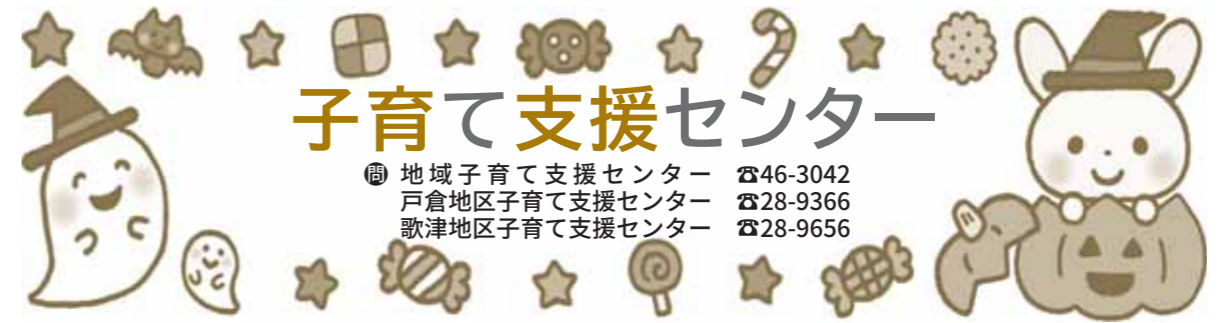 子育て支援センター
問 地域子育て支援センター ☎46-3042
戸倉地区子育て支援センター ☎28-9366
歌津地区子育て支援センター ☎28-9656